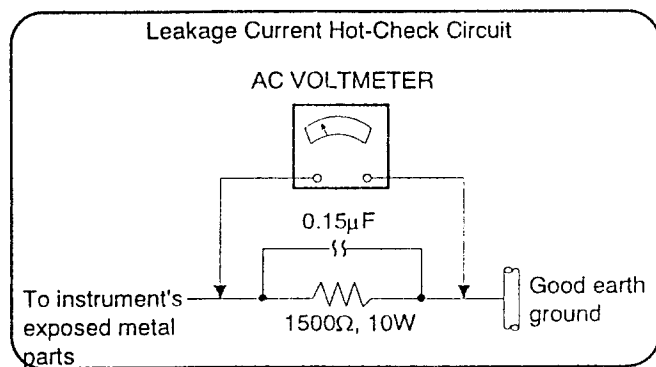 Leakage Current Hot-Check Circuit
AC VOLTMETER
0.15µF
To instrument's
exposed metal
parts
1500Ω, 10W
Good earth
ground